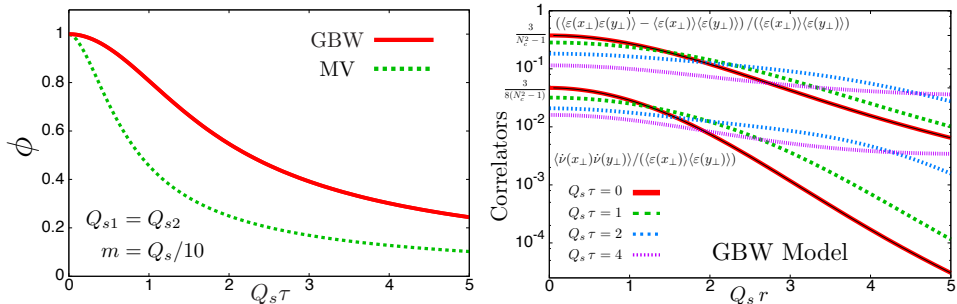 1
0.8
0.6
0.4
0.2
0
ϕ
GBW
MV
Q_{s1} = Q_{s2}
m = Q_s/10
0 1 2 3 4 5
Q_s τ
(⟨ε(x_⊥)ε(y_⊥)⟩ − ⟨ε(x_⊥)⟩⟨ε(y_⊥)⟩) / (⟨ε(x_⊥)⟩⟨ε(y_⊥)⟩)
3/(N_c^2−1)
10^{-1}
3/(8(N_c^2−1))
10^{-2}
10^{-3}
10^{-4}
Correlators
⟨ν̇(x_⊥)ν̇(y_⊥)⟩/(⟨ε(x_⊥)⟩⟨ε(y_⊥)⟩)
Q_s τ = 0
Q_s τ = 1
Q_s τ = 2
Q_s τ = 4
GBW Model
0 1 2 3 4 5
Q_s r